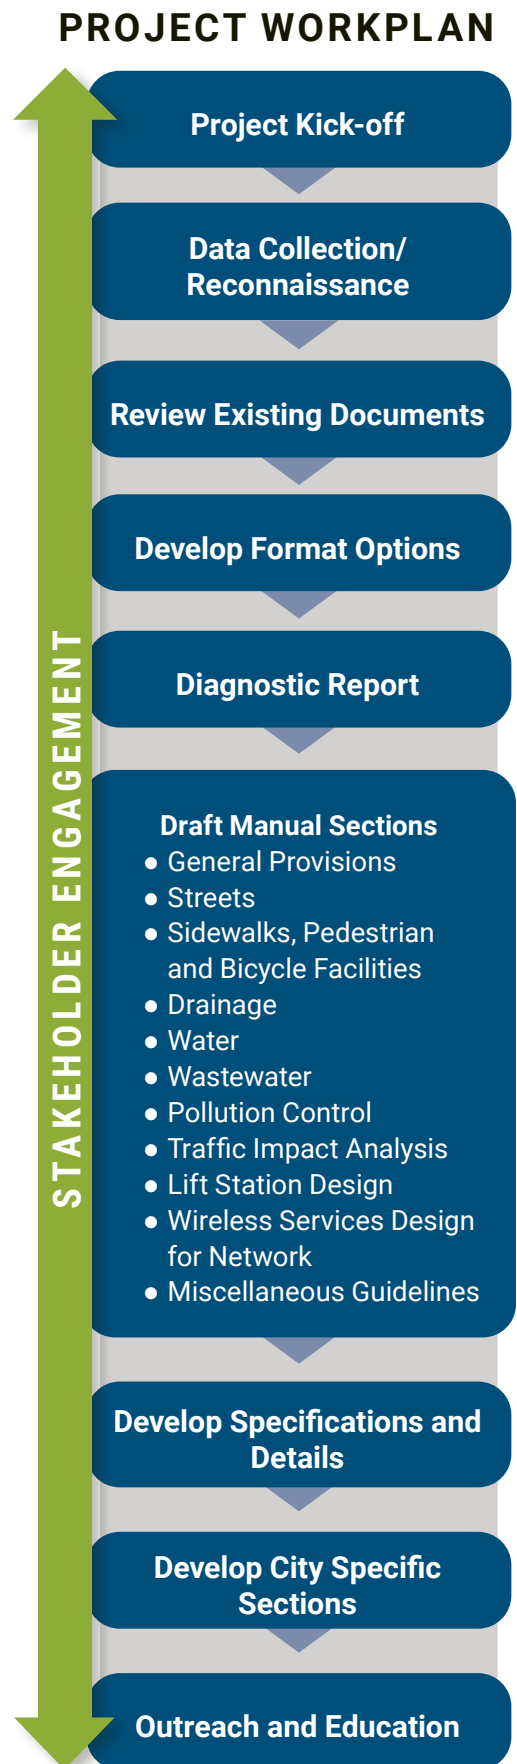 PROJECT WORKPLAN
STAKEHOLDER ENGAGEMENT
Project Kick-off
Data Collection/
Reconnaissance
Review Existing Documents
Develop Format Options
Diagnostic Report
Draft Manual Sections
● General Provisions
● Streets
● Sidewalks, Pedestrian
and Bicycle Facilities
● Drainage
● Water
● Wastewater
● Pollution Control
● Traffic Impact Analysis
● Lift Station Design
● Wireless Services Design
for Network
● Miscellaneous Guidelines
Develop Specifications and
Details
Develop City Specific
Sections
Outreach and Education